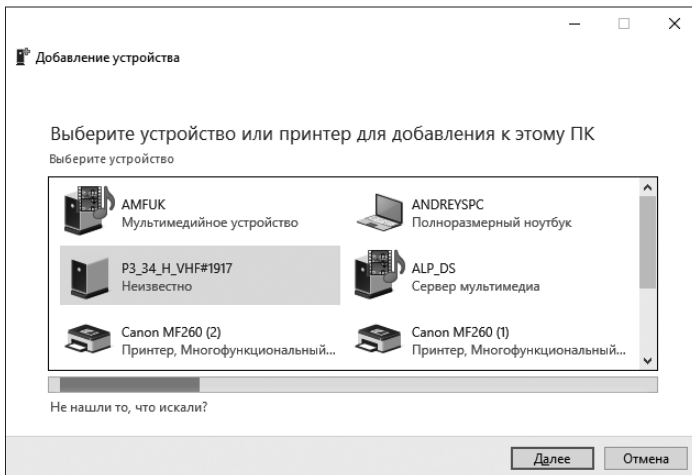 Добавление устройства
Выберите устройство или принтер для добавления к этому ПК
Выберите устройство
AMFUK
Мультимедийное устройство
ANDREYSPC
Полноразмерный ноутбук
P3_34_H_VHF#1917
Неизвестно
ALP_DS
Сервер мультимедиа
Canon MF260 (2)
Принтер, Многофункциональный...
Canon MF260 (1)
Принтер, Многофункциональный...
Не нашли то, что искали?
Далее
Отмена